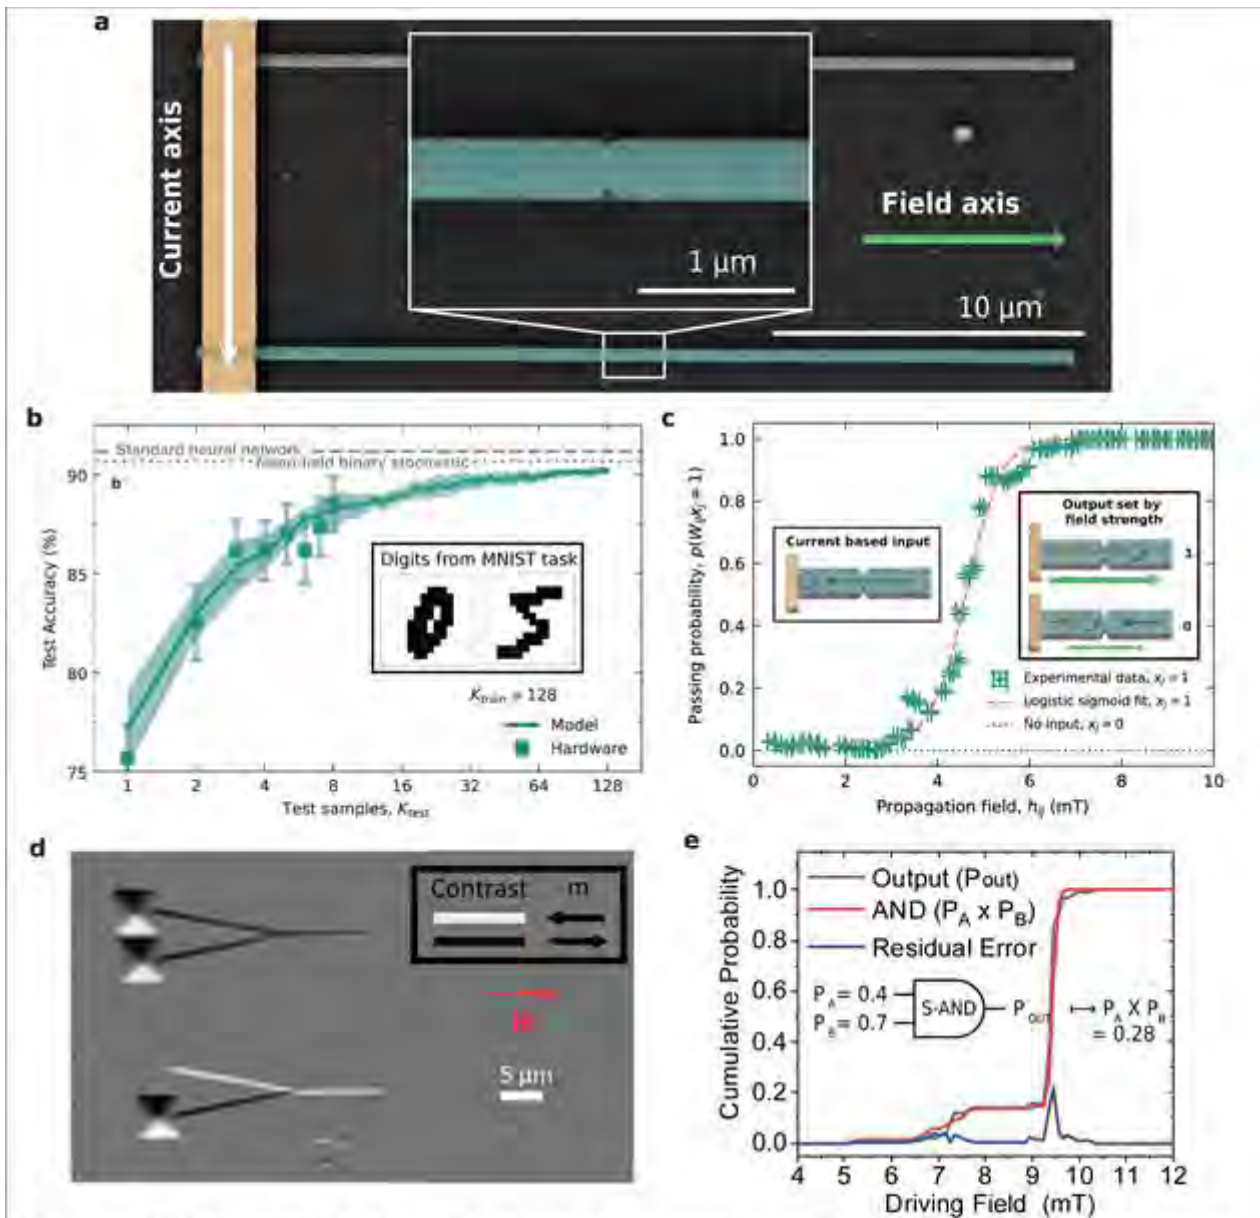 a
Current axis
1 μm
Field axis
10 μm
b
Standard neural network
Mean-field binary stochastic
90
85
80
75
b
Test Accuracy (%)
Digits from MNIST task
K_train = 128
Model
Hardware
1 2 4 8 16 32 64 128
Test samples, K_test
c
1.0
0.8
0.6
0.4
0.2
0.0
Passing probability, p(W_ij x_j = 1)
Current based input
Output set by
field strength
1
0
Experimental data, x_j = 1
Logistic sigmoid fit, x_j = 1
No input, x_j = 0
0 2 4 6 8 10
Propagation field, h_ij (mT)
d
Contrast m
5 μm
e
Cumulative Probability
1.0
0.8
0.6
0.4
0.2
0.0
Output (P_out)
AND (P_A x P_B)
Residual Error
P_A = 0.4
P_B = 0.7
S-AND
P_OUT
P_A X P_B
= 0.28
4 5 6 7 8 9 10 11 12
Driving Field (mT)